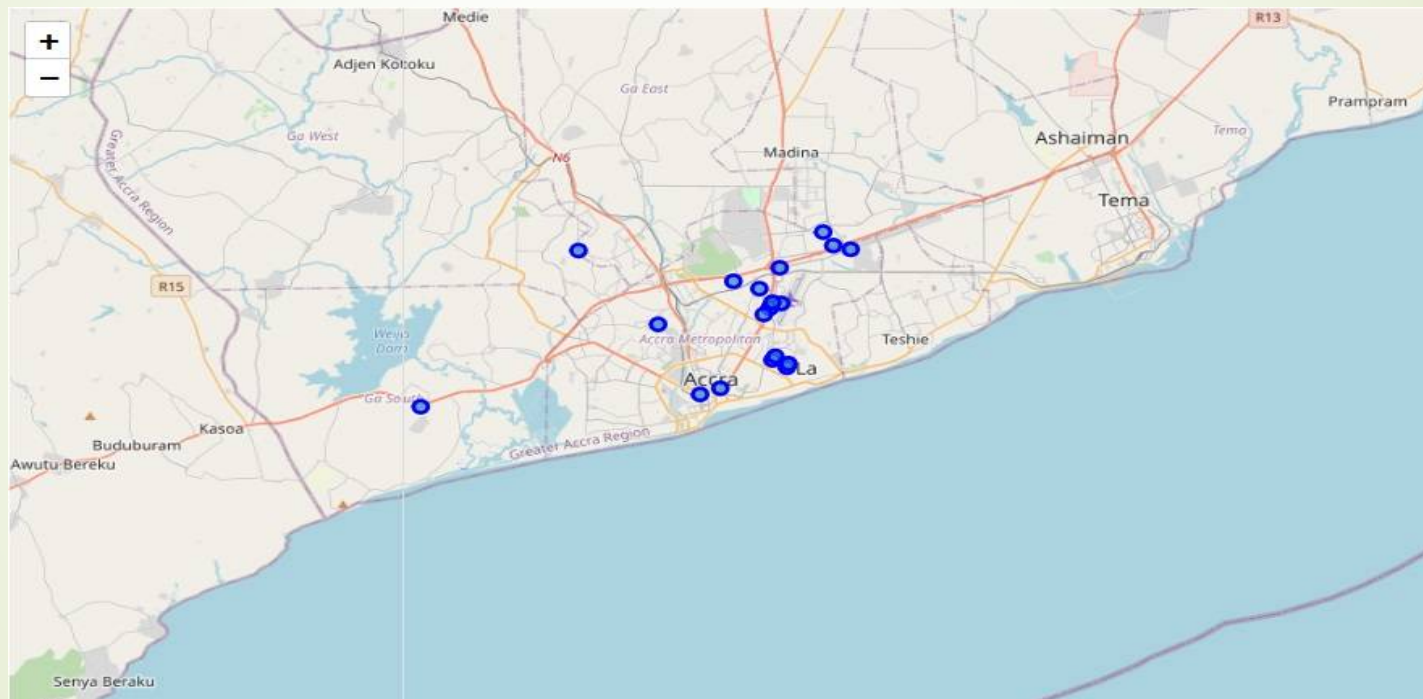 +
−
Medie
R13
Adjen Kotoku
Ga East
Prampram
Ga West
Ashaiman
Tema
Madina
N6
Greater Accra Region
Tema
R15
Weija
Dam
Accra Metropolitan
Teshie
Accra
La
Ga South
Kasoa
Buduburam
Greater Accra Region
Awutu Bereku
Senya Beraku